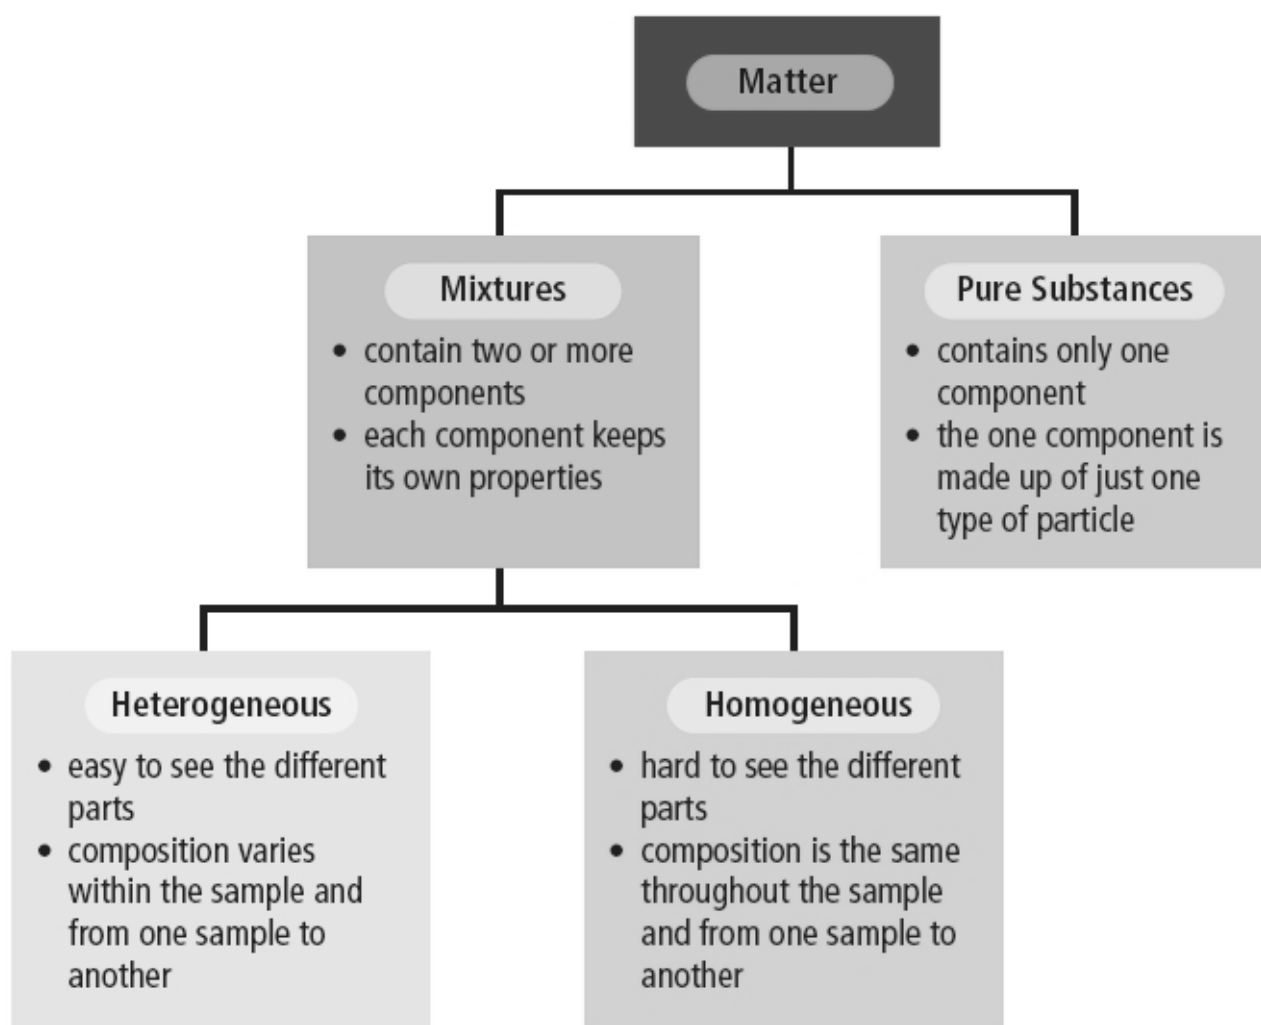 Matter
Mixtures
• contain two or more
components
• each component keeps
its own properties
Pure Substances
• contains only one
component
• the one component is
made up of just one
type of particle
Heterogeneous
• easy to see the different
parts
• composition varies
within the sample and
from one sample to
another
Homogeneous
• hard to see the different
parts
• composition is the same
throughout the sample
and from one sample to
another